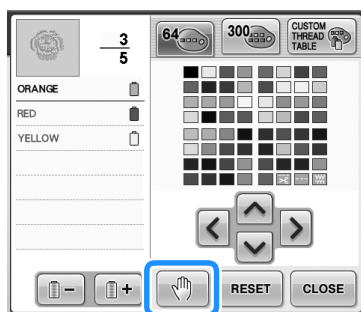 3
5
64
300
CUSTOM
THREAD
TABLE
ORANGE
RED
YELLOW
-
+
RESET
CLOSE